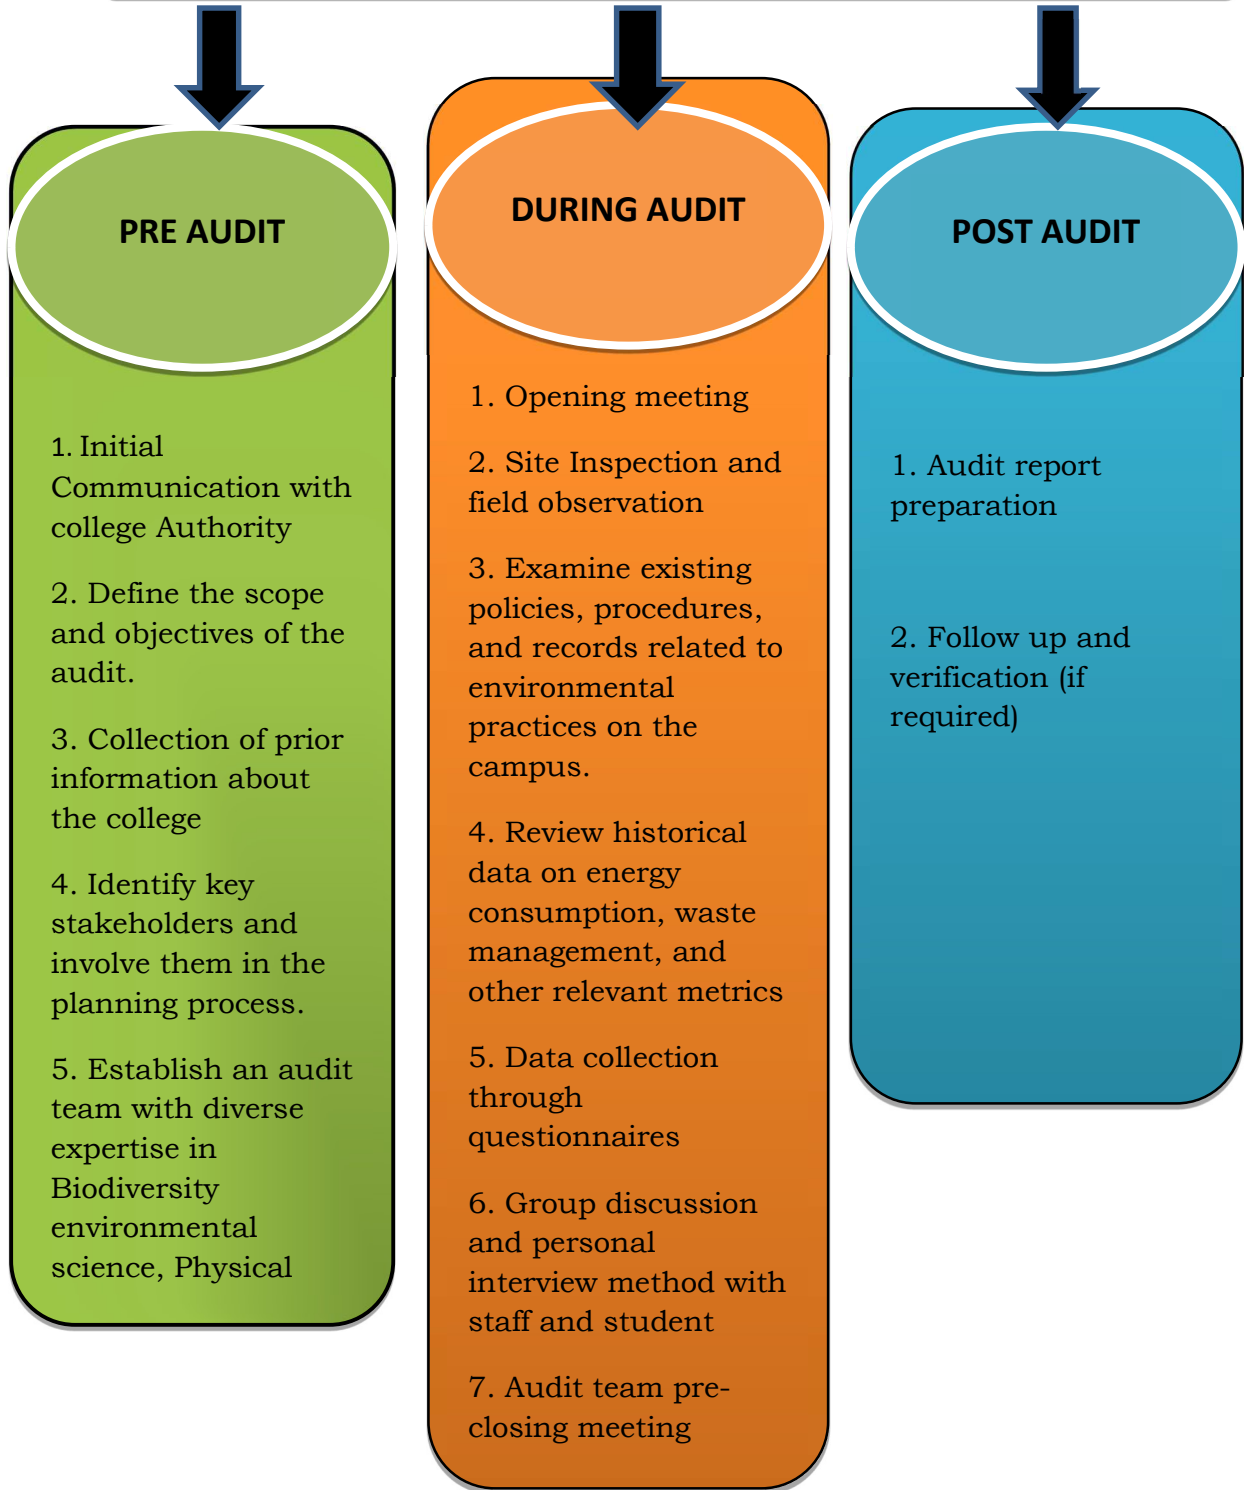 PRE AUDIT
1. Initial
Communication with
college Authority
2. Define the scope
and objectives of the
audit.
3. Collection of prior
information about
the college
4. Identify key
stakeholders and
involve them in the
planning process.
5. Establish an audit
team with diverse
expertise in
Biodiversity
environmental
science, Physical
DURING AUDIT
1. Opening meeting
2. Site Inspection and
field observation
3. Examine existing
policies, procedures,
and records related to
environmental
practices on the
campus.
4. Review historical
data on energy
consumption, waste
management, and
other relevant metrics
5. Data collection
through
questionnaires
6. Group discussion
and personal
interview method with
staff and student
7. Audit team pre-
closing meeting
POST AUDIT
1. Audit report
preparation
2. Follow up and
verification (if
required)